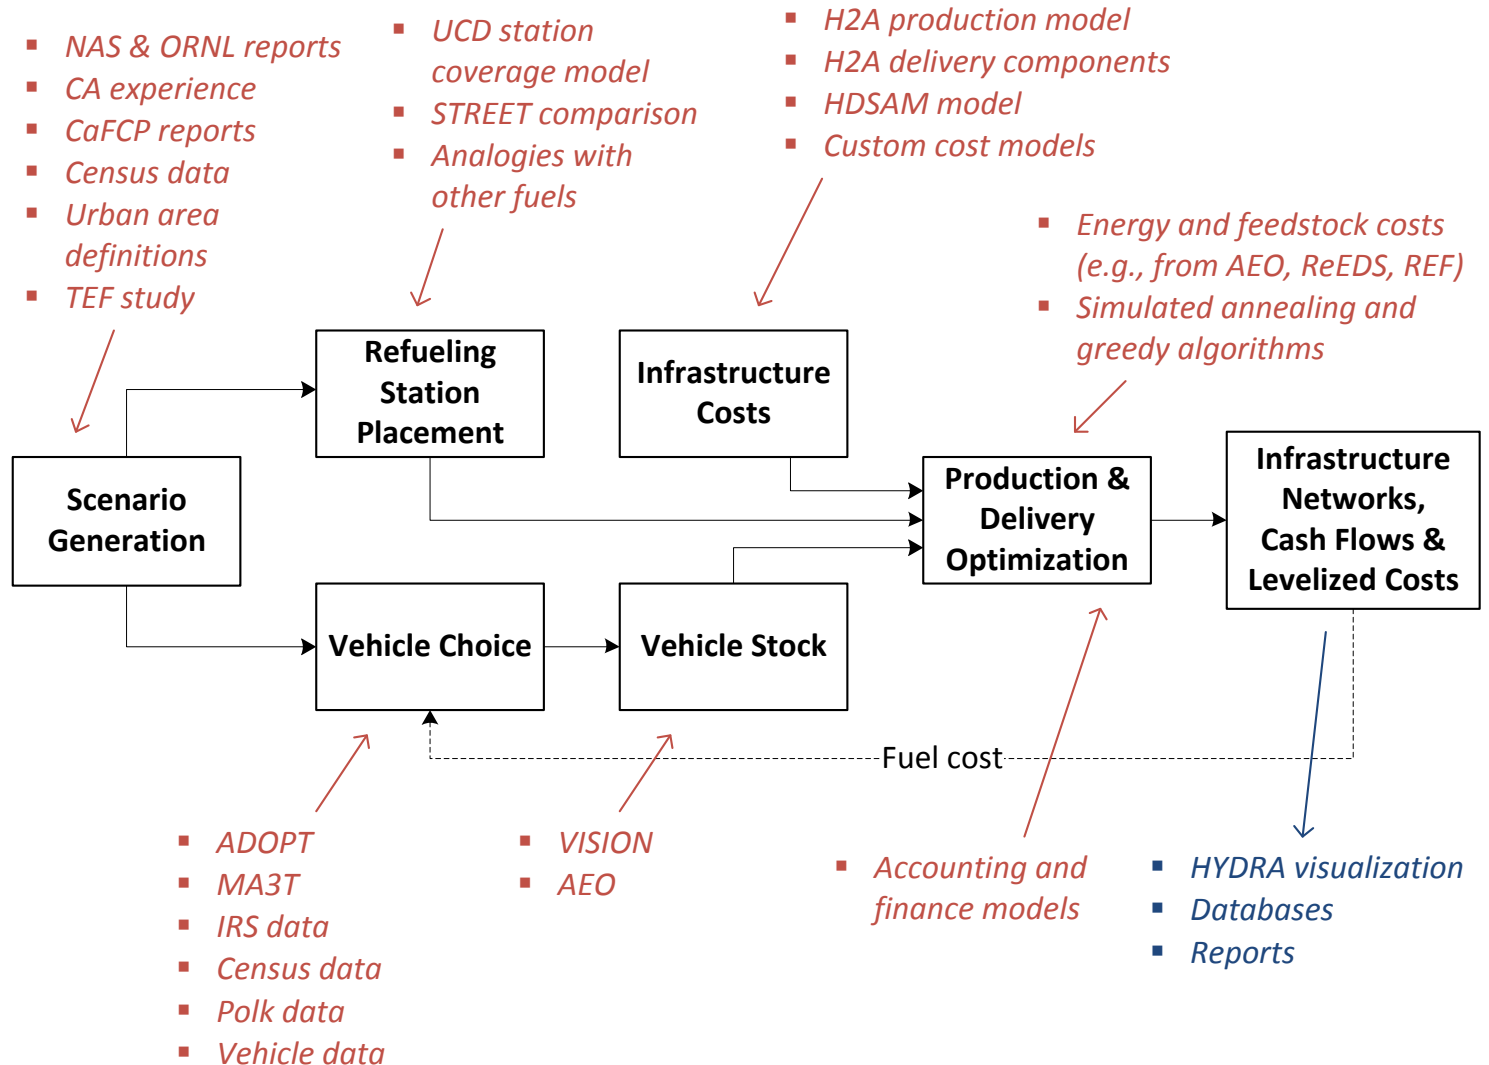 ▪ NAS & ORNL reports
▪ CA experience
▪ CaFCP reports
▪ Census data
▪ Urban area
definitions
▪ TEF study
▪ UCD station
coverage model
▪ STREET comparison
▪ Analogies with
other fuels
▪ H2A production model
▪ H2A delivery components
▪ HDSAM model
▪ Custom cost models
▪ Energy and feedstock costs
(e.g., from AEO, ReEDS, REF)
▪ Simulated annealing and
greedy algorithms
Scenario
Generation
Refueling
Station
Placement
Infrastructure
Costs
Production &
Delivery
Optimization
Infrastructure
Networks,
Cash Flows &
Levelized Costs
Vehicle Choice
Vehicle Stock
Fuel cost
▪ ADOPT
▪ MA3T
▪ IRS data
▪ Census data
▪ Polk data
▪ Vehicle data
▪ VISION
▪ AEO
▪ Accounting and
finance models
▪ HYDRA visualization
▪ Databases
▪ Reports